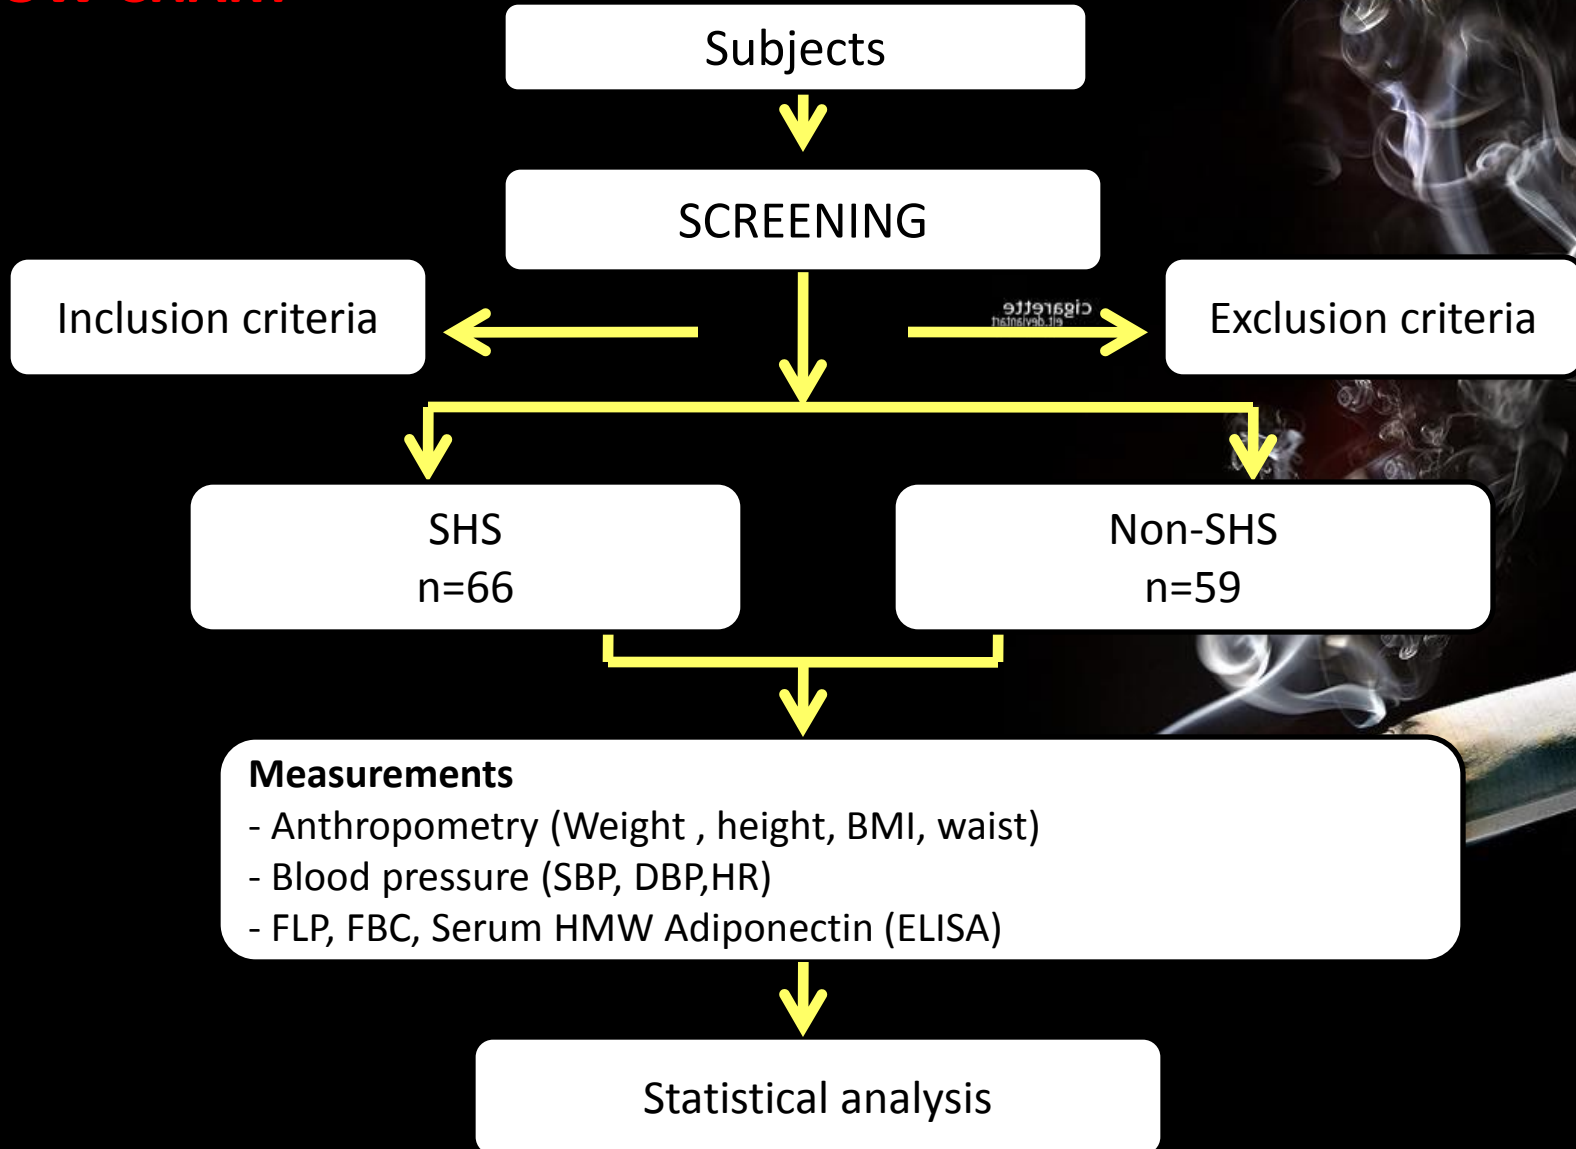 Subjects
SCREENING
Inclusion criteria
cigarette
Exclusion criteria
SHS
n=66
Non-SHS
n=59
Measurements
- Anthropometry (Weight , height, BMI, waist)
- Blood pressure (SBP, DBP,HR)
- FLP, FBC, Serum HMW Adiponectin (ELISA)
Statistical analysis